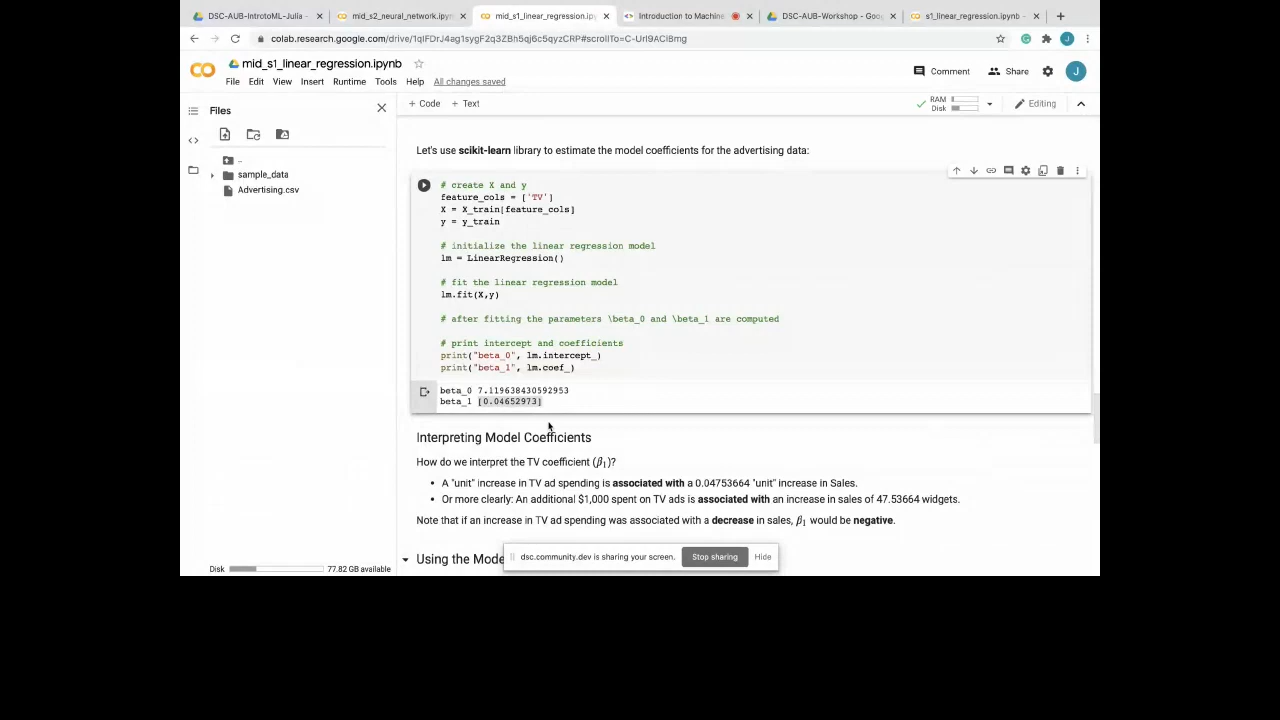 DSC-AUB-IntrotoML-Julia -
mid_s2_neural_network.ipyn
mid_s1_linear_regression.ipy
Introduction to Machine
DSC-AUB-Workshop - Goo
s1_linear_regression.ipynb -
colab.research.google.com/drive/1qlFDrJ4ag1sygF2q3ZBh5qj6c5qyzCRP#scrollTo=C-Url9ACl8mg
mid_s1_linear_regression.ipynb
File Edit View Insert Runtime Tools Help All changes saved
Comment
Share
J
Files
+ Code + Text
RAM
Disk
Editing
..
sample_data
Advertising.csv
Let's use scikit-learn library to estimate the model coefficients for the advertising data:
# create X and y
feature_cols = ['TV']
X = X_train[feature_cols]
y = y_train
# initialize the linear regression model
lm = LinearRegression()
# fit the linear regression model
lm.fit(X,y)
# after fitting the parameters \beta_0 and \beta_1 are computed
# print intercept and coefficients
print("beta_0", lm.intercept_)
print("beta_1", lm.coef_)
beta_0 7.119638430592953
beta_1 [0.04652973]
Interpreting Model Coefficients
How do we interpret the TV coefficient (β₁)?
• A "unit" increase in TV ad spending is associated with a 0.04753664 "unit" increase in Sales.
• Or more clearly: An additional $1,000 spent on TV ads is associated with an increase in sales of 47.53664 widgets.
Note that if an increase in TV ad spending was associated with a decrease in sales, β₁ would be negative.
Using the Mode
dsc.community.dev is sharing your screen. Stop sharing Hide
Disk 77.82 GB available